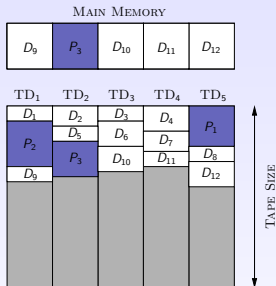 MAIN MEMORY
D9 P3 D10 D11 D12
TD1 TD2 TD3 TD4 TD5
D1 D2 D3 D4 P1
P2 D5 D6 D7 D8
D9 P3 D10 D11 D12
TAPE SIZE